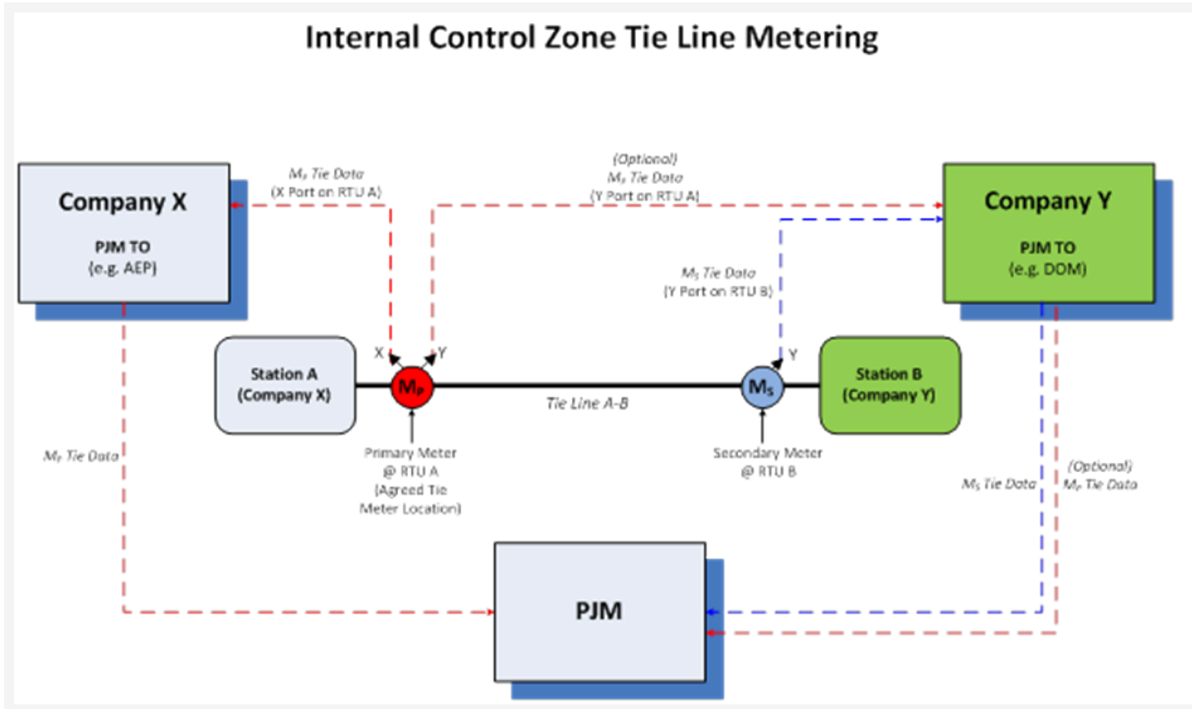 Internal Control Zone Tie Line Metering
Company X
PJM TO
(e.g. AEP)
Mₚ Tie Data
(X Port on RTU A)
(Optional)
Mₚ Tie Data
(Y Port on RTU A)
Company Y
PJM TO
(e.g. DOM)
Mₛ Tie Data
(Y Port on RTU B)
X
Y
Y
Station A
(Company X)
Mₚ
Tie Line A-B
Mₛ
Station B
(Company Y)
Primary Meter
@ RTU A
(Agreed Tie
Meter Location)
Secondary Meter
@ RTU B
Mₚ Tie Data
Mₛ Tie Data
(Optional)
Mₚ Tie Data
PJM